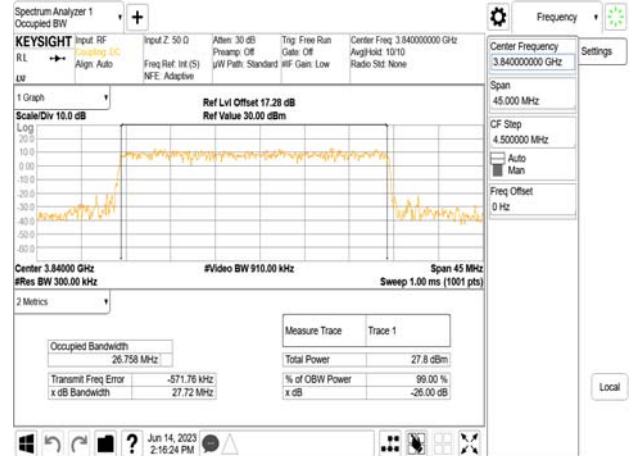 Spectrum Analyzer 1
Occupied BW
Frequency
KEYSIGHT
Input: RF
Coupling: DC
Align: Auto
Input Z: 50 Ω
Freq Ref: Int (S)
NFE: Adaptive
Atten: 30 dB
Preamp: Off
µW Path: Standard
Trig: Free Run
Gate: Off
#IF Gain: Low
Center Freq: 3.840000000 GHz
Avg|Hold: 10/10
Radio Std: None
RL
LU
Center Frequency
3.840000000 GHz
Settings
Span
45.000 MHz
CF Step
4.500000 MHz
Auto
Man
Freq Offset
0 Hz
Local
1 Graph
Scale/Div 10.0 dB
Ref Lvl Offset 17.28 dB
Ref Value 30.00 dBm
Log
20.0
10.0
0.00
-10.0
-20.0
-30.0
-40.0
-50.0
-60.0
Center 3.84000 GHz
#Video BW 910.00 kHz
Span 45 MHz
#Res BW 300.00 kHz
Sweep 1.00 ms (1001 pts)
2 Metrics
Measure Trace Trace 1
Occupied Bandwidth
26.758 MHz
Total Power 27.8 dBm
Transmit Freq Error -571.76 kHz
% of OBW Power 99.00 %
x dB Bandwidth 27.72 MHz
x dB -26.00 dB
?
Jun 14, 2023
2:16:24 PM